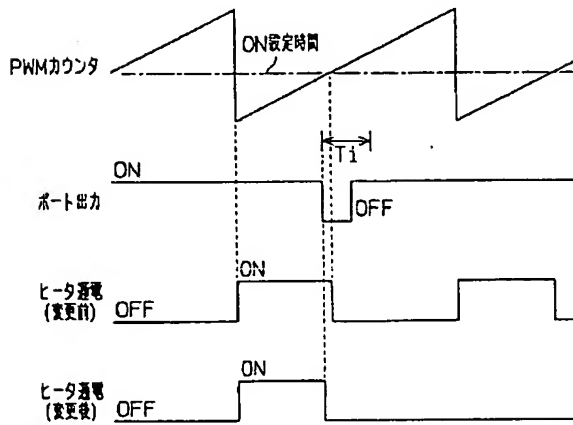 ON設定時間
PWMカウンタ
Ti
ON
ポート出力
OFF
ON
ヒータ通電
(変更前)
OFF
ON
ヒータ通電
(変更後)
OFF